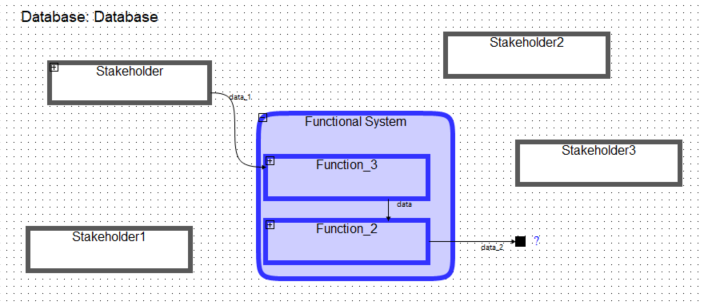 Database: Database
Stakeholder2
Stakeholder
data_1
Functional System
Stakeholder3
Function_3
data
Function_2
Stakeholder1
data_2
?